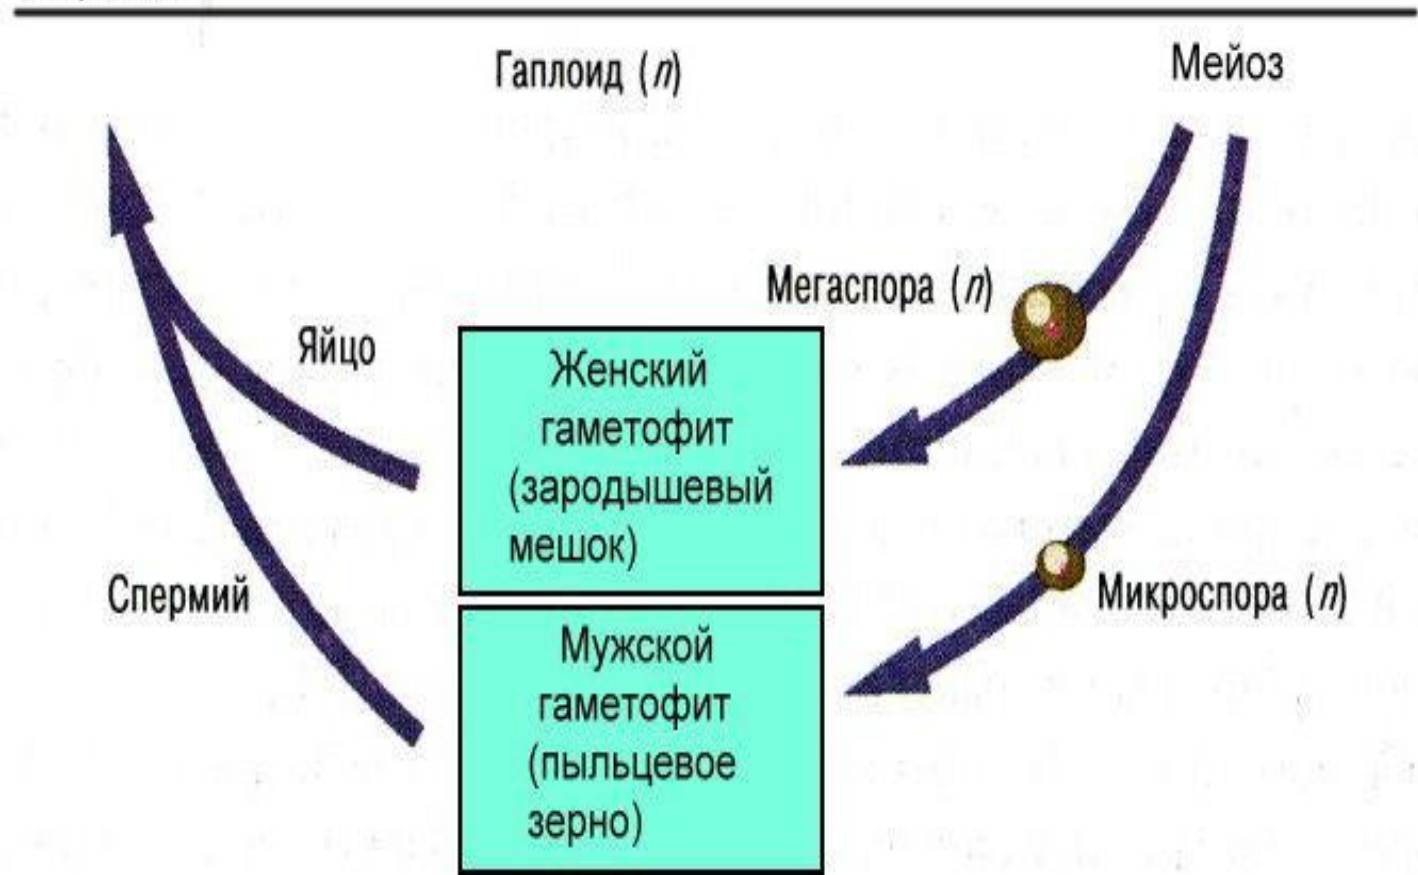 Гаплоид (n)
Мейоз
Мегаспора (n)
Яйцо
Женский
гаметофит
(зародышевый
мешок)
Спермий
Микроспора (n)
Мужской
гаметофит
(пыльцевое
зерно)